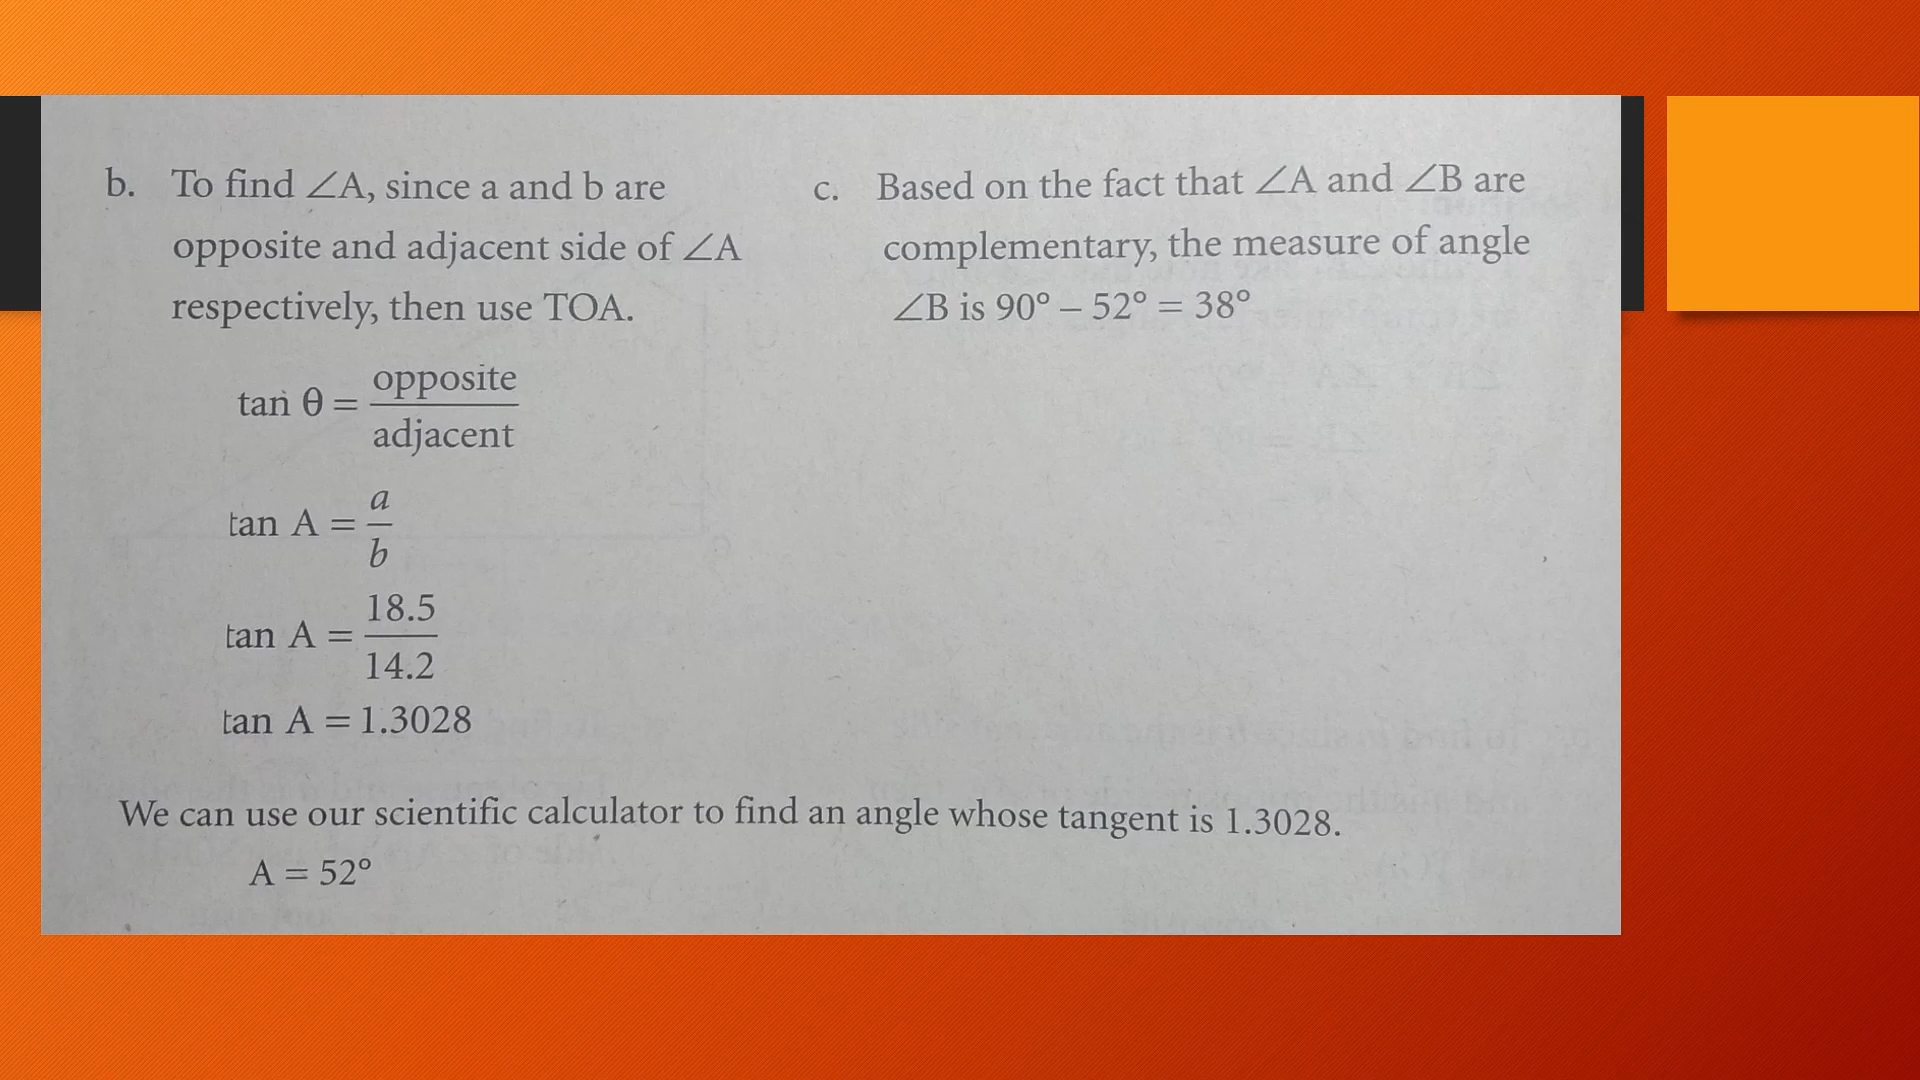 b. To find ∠A, since a and b are
opposite and adjacent side of ∠A
respectively, then use TOA.
tan θ = opposite / adjacent
tan A = a / b
tan A = 18.5 / 14.2
tan A = 1.3028
c. Based on the fact that ∠A and ∠B are
complementary, the measure of angle
∠B is 90° – 52° = 38°
We can use our scientific calculator to find an angle whose tangent is 1.3028.
A = 52°